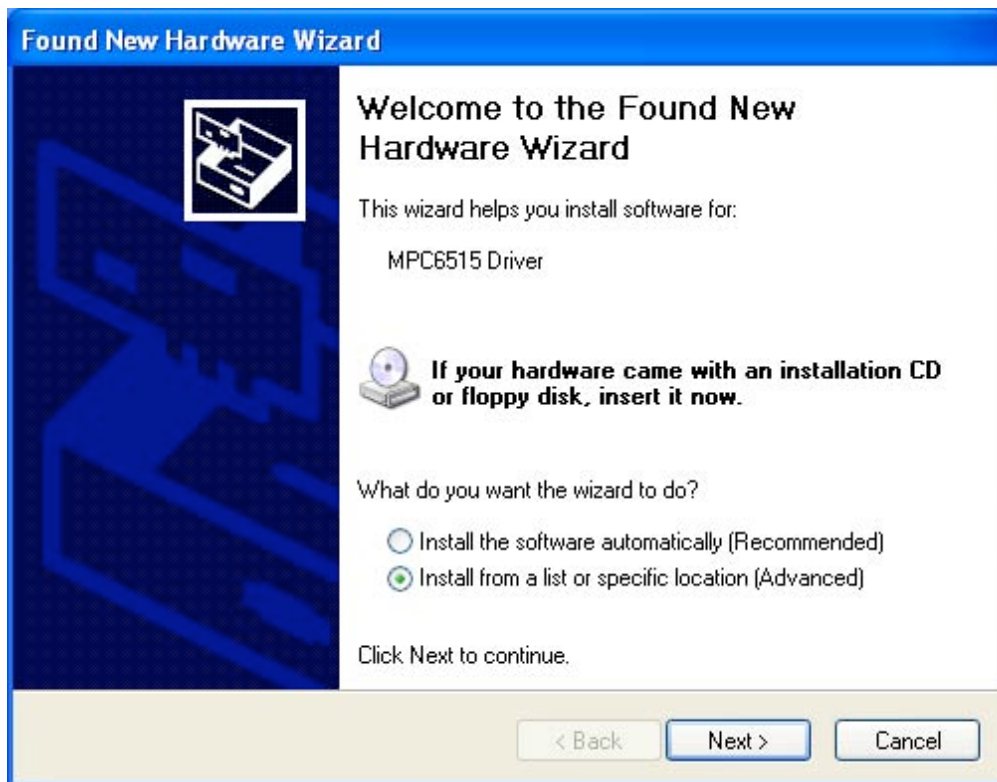 Found New Hardware Wizard
Welcome to the Found New
Hardware Wizard
This wizard helps you install software for:
MPC6515 Driver
If your hardware came with an installation CD
or floppy disk, insert it now.
What do you want the wizard to do?
Install the software automatically (Recommended)
Install from a list or specific location (Advanced)
Click Next to continue.
< Back Next > Cancel